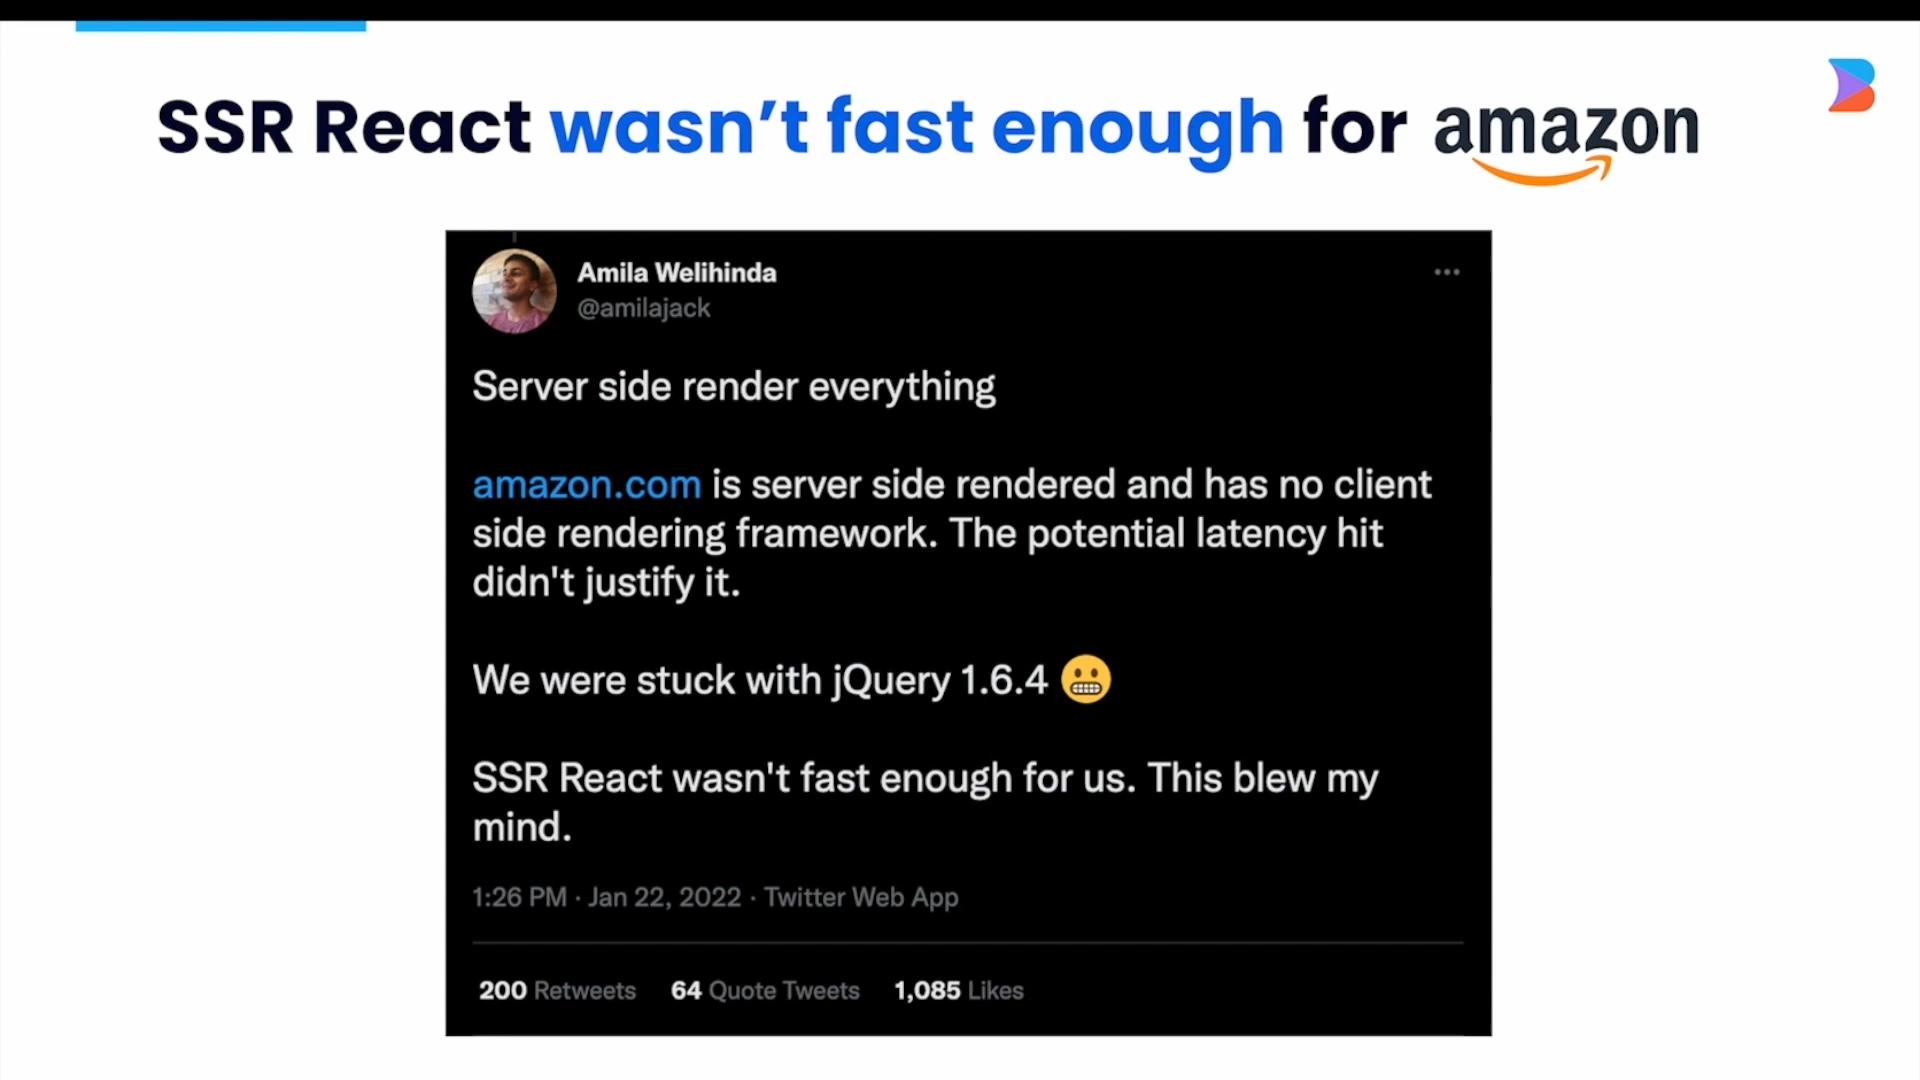 SSR React wasn’t fast enough for amazon
Amila Welihinda
@amilajack
Server side render everything
amazon.com is server side rendered and has no client
side rendering framework. The potential latency hit
didn't justify it.
We were stuck with jQuery 1.6.4 😬
SSR React wasn't fast enough for us. This blew my
mind.
1:26 PM · Jan 22, 2022 · Twitter Web App
200 Retweets 64 Quote Tweets 1,085 Likes